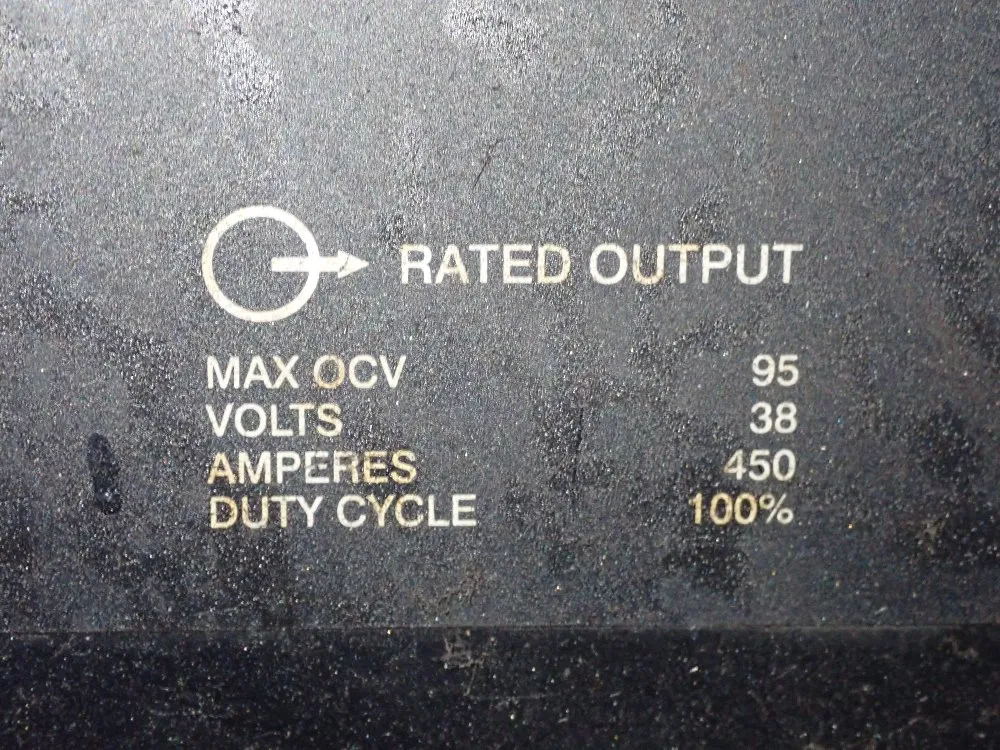 RATED OUTPUT
MAX OCV 95
VOLTS 38
AMPERES 450
DUTY CYCLE 100%